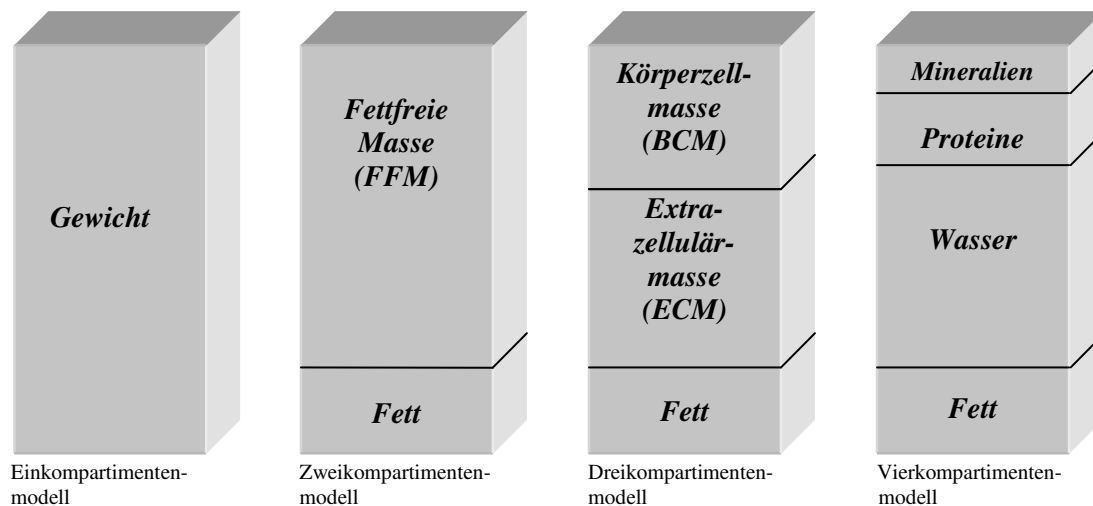 Gewicht
Einkompartimenten-
modell
Fettfreie
Masse
(FFM)
Fett
Zweikompartimenten-
modell
Körperzell-
masse
(BCM)
Extra-
zellulär-
masse
(ECM)
Fett
Dreikompartimenten-
modell
Mineralien
Proteine
Wasser
Fett
Vierkompartimenten-
modell